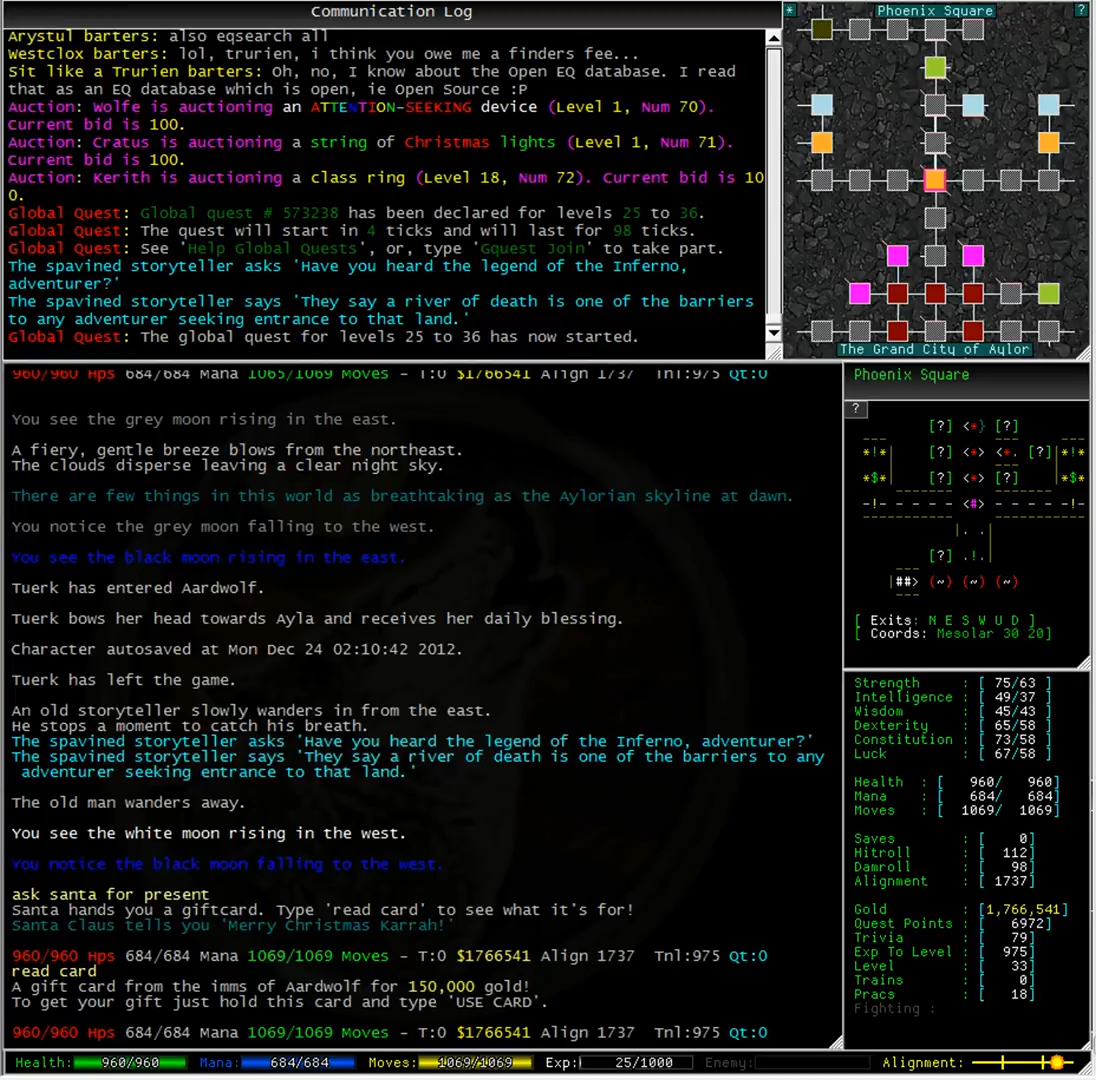 Communication Log
Arystul barters: also eqsearch all
Westclox barters: lol, trurien, i think you owe me a finders fee...
Sit like a Trurien barters: Oh, no, I know about the Open EQ database. I read
that as an EQ database which is open, ie Open Source :P
Auction: Wolfe is auctioning an ATTENTION-SEEKING device (Level 1, Num 70).
Current bid is 100.
Auction: Cratus is auctioning a string of Christmas lights (Level 1, Num 71).
Current bid is 100.
Auction: Kerith is auctioning a class ring (Level 18, Num 72). Current bid is 10
0.
Global Quest: Global quest # 573238 has been declared for levels 25 to 36.
Global Quest: The quest will start in 4 ticks and will last for 98 ticks.
Global Quest: See 'Help Global Quests', or, type 'Gquest Join' to take part.
The spavined storyteller asks 'Have you heard the legend of the Inferno,
adventurer?'
The spavined storyteller says 'They say a river of death is one of the barriers
to any adventurer seeking entrance to that land.'
Global Quest: The global quest for levels 25 to 36 has now started.
* Phoenix Square ?
The Grand City of Aylor
960/960 Hps 684/684 Mana 1065/1069 Moves - T:0 $1766541 Align 1737 Tnl:975 Qt:0
You see the grey moon rising in the east.
A fiery, gentle breeze blows from the northeast.
The clouds disperse leaving a clear night sky.
There are few things in this world as breathtaking as the Aylorian skyline at dawn.
You notice the grey moon falling to the west.
You see the black moon rising in the east.
Tuerk has entered Aardwolf.
Tuerk bows her head towards Ayla and receives her daily blessing.
Character autosaved at Mon Dec 24 02:10:42 2012.
Tuerk has left the game.
An old storyteller slowly wanders in from the east.
He stops a moment to catch his breath.
The spavined storyteller asks 'Have you heard the legend of the Inferno, adventurer?'
The spavined storyteller says 'They say a river of death is one of the barriers to any
adventurer seeking entrance to that land.'
The old man wanders away.
You see the white moon rising in the west.
You notice the black moon falling to the west.
ask santa for present
Santa hands you a giftcard. Type 'read card' to see what it's for!
Santa Claus tells you 'Merry Christmas Karrah!'
960/960 Hps 684/684 Mana 1069/1069 Moves - T:0 $1766541 Align 1737 Tnl:975 Qt:0
read card
A gift card from the imms of Aardwolf for 150,000 gold!
To get your gift just hold this card and type 'USE CARD'.
960/960 Hps 684/684 Mana 1069/1069 Moves - T:0 $1766541 Align 1737 Tnl:975 Qt:0
Phoenix Square
?
[?] <*} [?]
--- --- ---
*!*| [?] <*> <*. [?]|*!*
---
*$*| [?] <*> [?] |*$*
-------- --------
-!- - - - - <#> - - - - -!-
-------------- --------------
|. .|
[?] .!.|
---
|##> (~) (~) (~)
---
[ Exits: N E S W U D ]
[ Coords: Mesolar 30 20]
Strength : [ 75/63 ]
Intelligence : [ 49/37 ]
Wisdom : [ 45/43 ]
Dexterity : [ 65/58 ]
Constitution : [ 73/58 ]
Luck : [ 67/58 ]
Health : [ 960/ 960]
Mana : [ 684/ 684]
Moves : [ 1069/ 1069]
Saves : [ 0]
Hitroll : [ 112]
Damroll : [ 98]
Alignment : [ 1737]
Gold : [1,766,541]
Quest Points : [ 6972]
Trivia : [ 79]
Exp To Level : [ 975]
Level : [ 33]
Trains : [ 0]
Pracs : [ 18]
Fighting :
Health: 960/960 Mana: 684/684 Moves: 1069/1069 Exp: 25/1000 Enemy: Alignment: